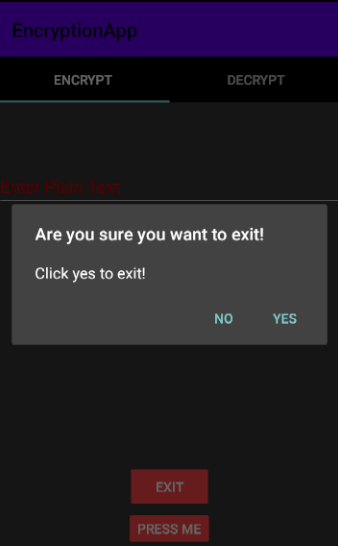 EncryptionApp
ENCRYPT DECRYPT
Enter Plain Text
Are you sure you want to exit!
Click yes to exit!
NO YES
EXIT
PRESS ME